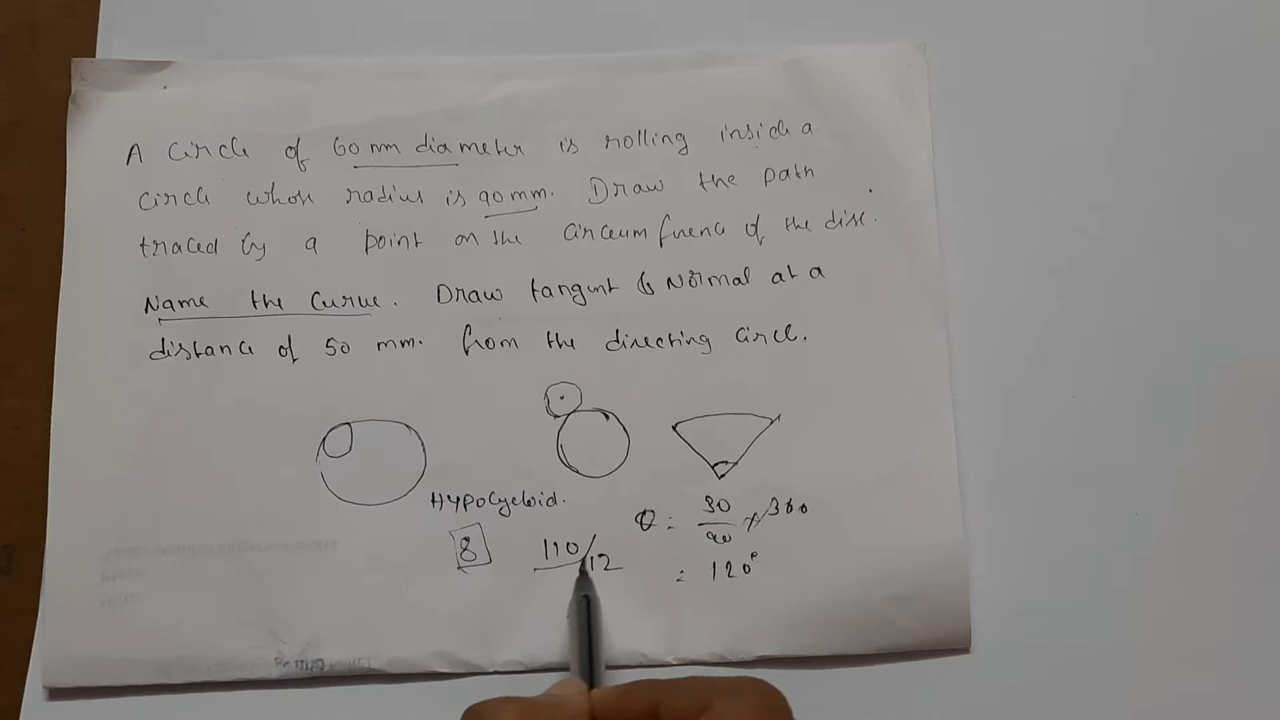 A Circle of 60 mm diameter is rolling inside a
circle whose radius is 90 mm. Draw the path
traced by a point on the circumference of the disc.
Name the Curve. Draw tangent & Normal at a
distance of 50 mm. from the directing circle.
Hypocycloid.
8
110/12
θ = 30/90 × 360
= 120°